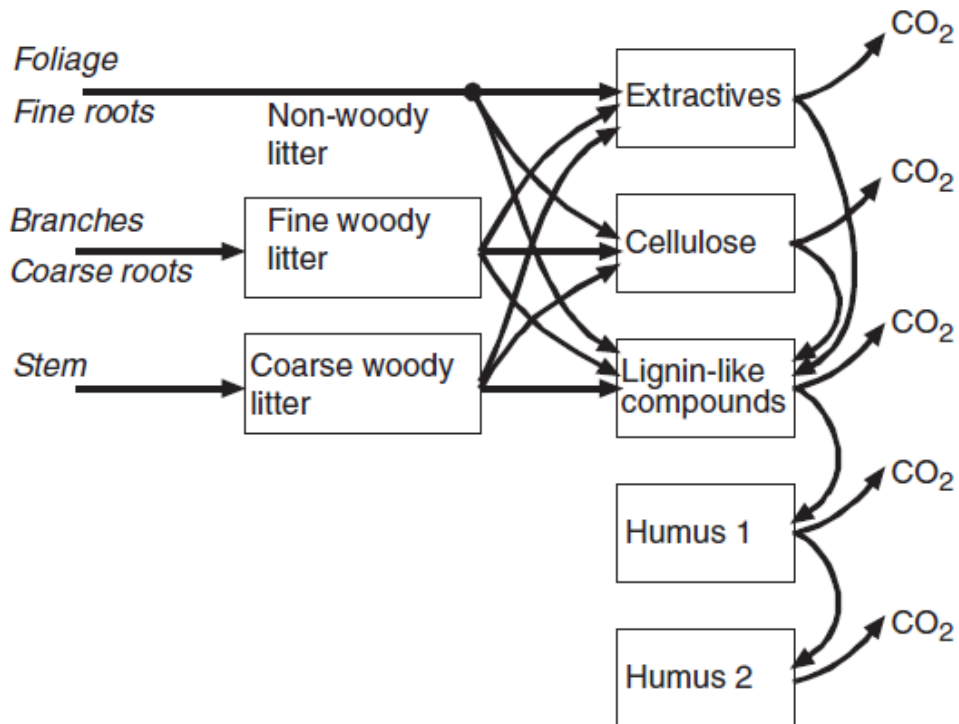 Foliage
Fine roots
Non-woody
litter
Branches
Coarse roots
Fine woody
litter
Stem
Coarse woody
litter
Extractives
Cellulose
Lignin-like
compounds
Humus 1
Humus 2
CO2
CO2
CO2
CO2
CO2